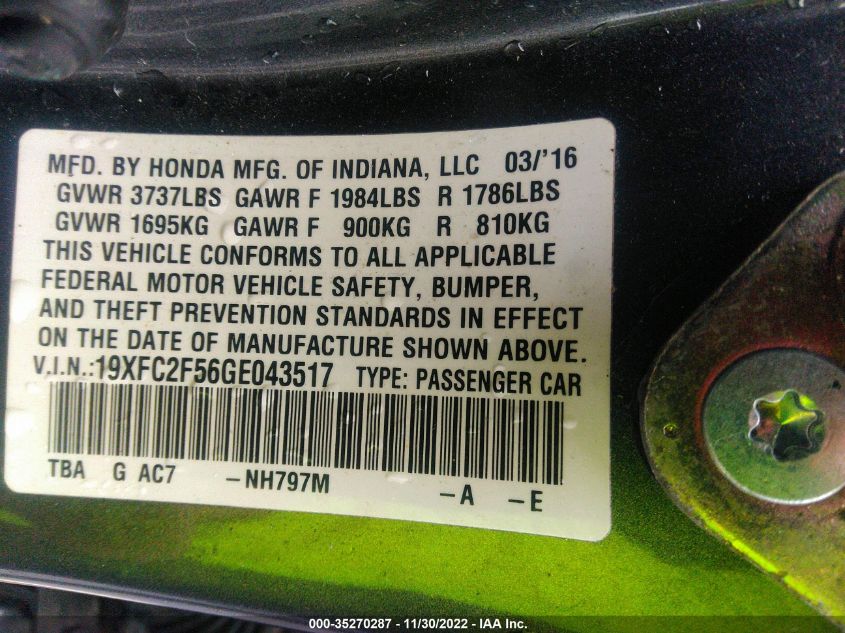 MFD. BY HONDA MFG. OF INDIANA, LLC 03/'16
GVWR 3737LBS GAWR F 1984LBS R 1786LBS
GVWR 1695KG GAWR F 900KG R 810KG
THIS VEHICLE CONFORMS TO ALL APPLICABLE
FEDERAL MOTOR VEHICLE SAFETY, BUMPER,
AND THEFT PREVENTION STANDARDS IN EFFECT
ON THE DATE OF MANUFACTURE SHOWN ABOVE.
V.I.N.:19XFC2F56GE043517 TYPE: PASSENGER CAR
TBA G AC7 -NH797M -A -E
000-35270287 - 11/30/2022 - IAA Inc.